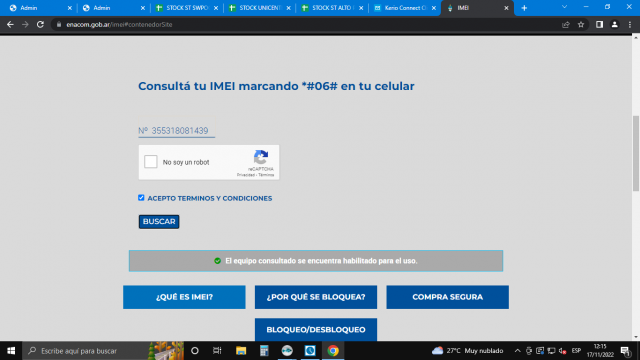 Admin
Admin
STOCK ST SWPO
STOCK UNICENT
STOCK ST ALTO
Kerio Connect C
IMEI
enacom.gob.ar/imei#contenedorSite
Consultá tu IMEI marcando *#06# en tu celular
Nº 355318081439
No soy un robot
reCAPTCHA
Privacidad - Términos
ACEPTO TERMINOS Y CONDICIONES
BUSCAR
El equipo consultado se encuentra habilitado para el uso.
¿QUÉ ES IMEI?
¿POR QUÉ SE BLOQUEA?
COMPRA SEGURA
BLOQUEO/DESBLOQUEO
Escribe aquí para buscar
27°C Muy nublado
ESP
12:15
17/11/2022